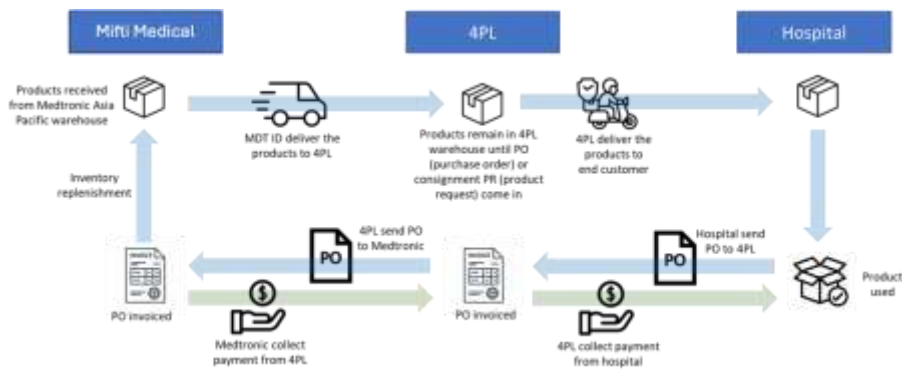 Mifti Medical
4PL
Hospital
Products received
from Medtronic Asia
Pacific warehouse
MDT ID deliver the
products to 4PL
Products remain in 4PL
warehouse until PO
(purchase order) or
consignment PR (product
request) come in
4PL deliver the
products to
end customer
Inventory
replenishment
4PL send PO
to Medtronic
PO
Hospital send
PO to 4PL
PO
INVOICE
PO invoiced
INVOICE
PO invoiced
Product
used
$
Medtronic collect
payment from 4PL
$
4PL collect payment
from hospital